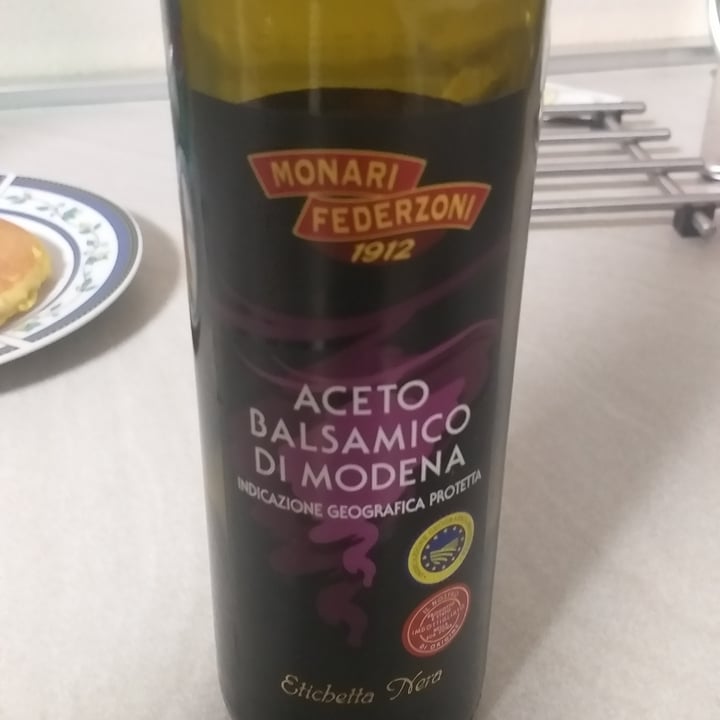 MONARI
FEDERZONI
1912
ACETO
BALSAMICO
DI MODENA
INDICAZIONE GEOGRAFICA PROTETTA
Etichetta Nera